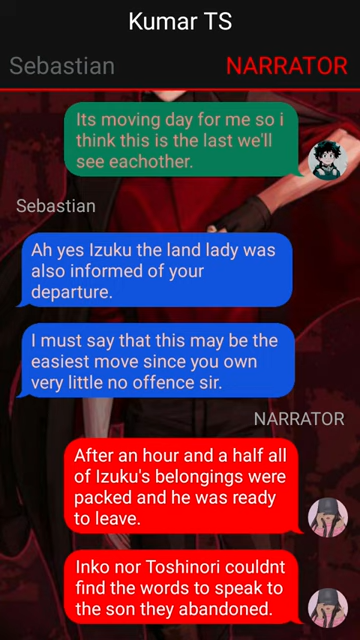 Kumar TS
Sebastian
NARRATOR
Its moving day for me so i
think this is the last we'll
see eachother.
Sebastian
Ah yes Izuku the land lady was
also informed of your
departure.
I must say that this may be the
easiest move since you own
very little no offence sir.
NARRATOR
After an hour and a half all
of Izuku's belongings were
packed and he was ready
to leave.
Inko nor Toshinori couldnt
find the words to speak to
the son they abandoned.